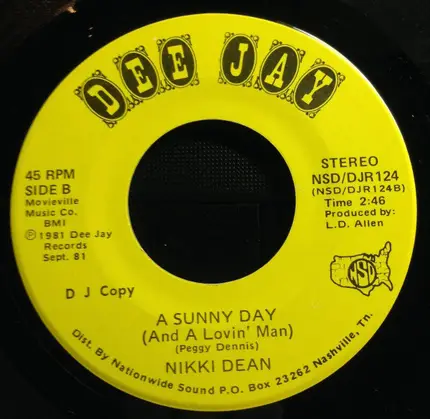 DEE JAY
45 RPM
SIDE B
Movieville
Music Co.
BMI
Ⓟ 1981 Dee Jay
Records
Sept. 81
STEREO
NSD/DJR124
(NSD/DJR124B)
Time 2:46
Produced by:
L.D. Allen
NSD
D J Copy
A SUNNY DAY
(And A Lovin' Man)
(Peggy Dennis)
NIKKI DEAN
Dist. By Nationwide Sound P.O. Box 23262 Nashville, Tn.